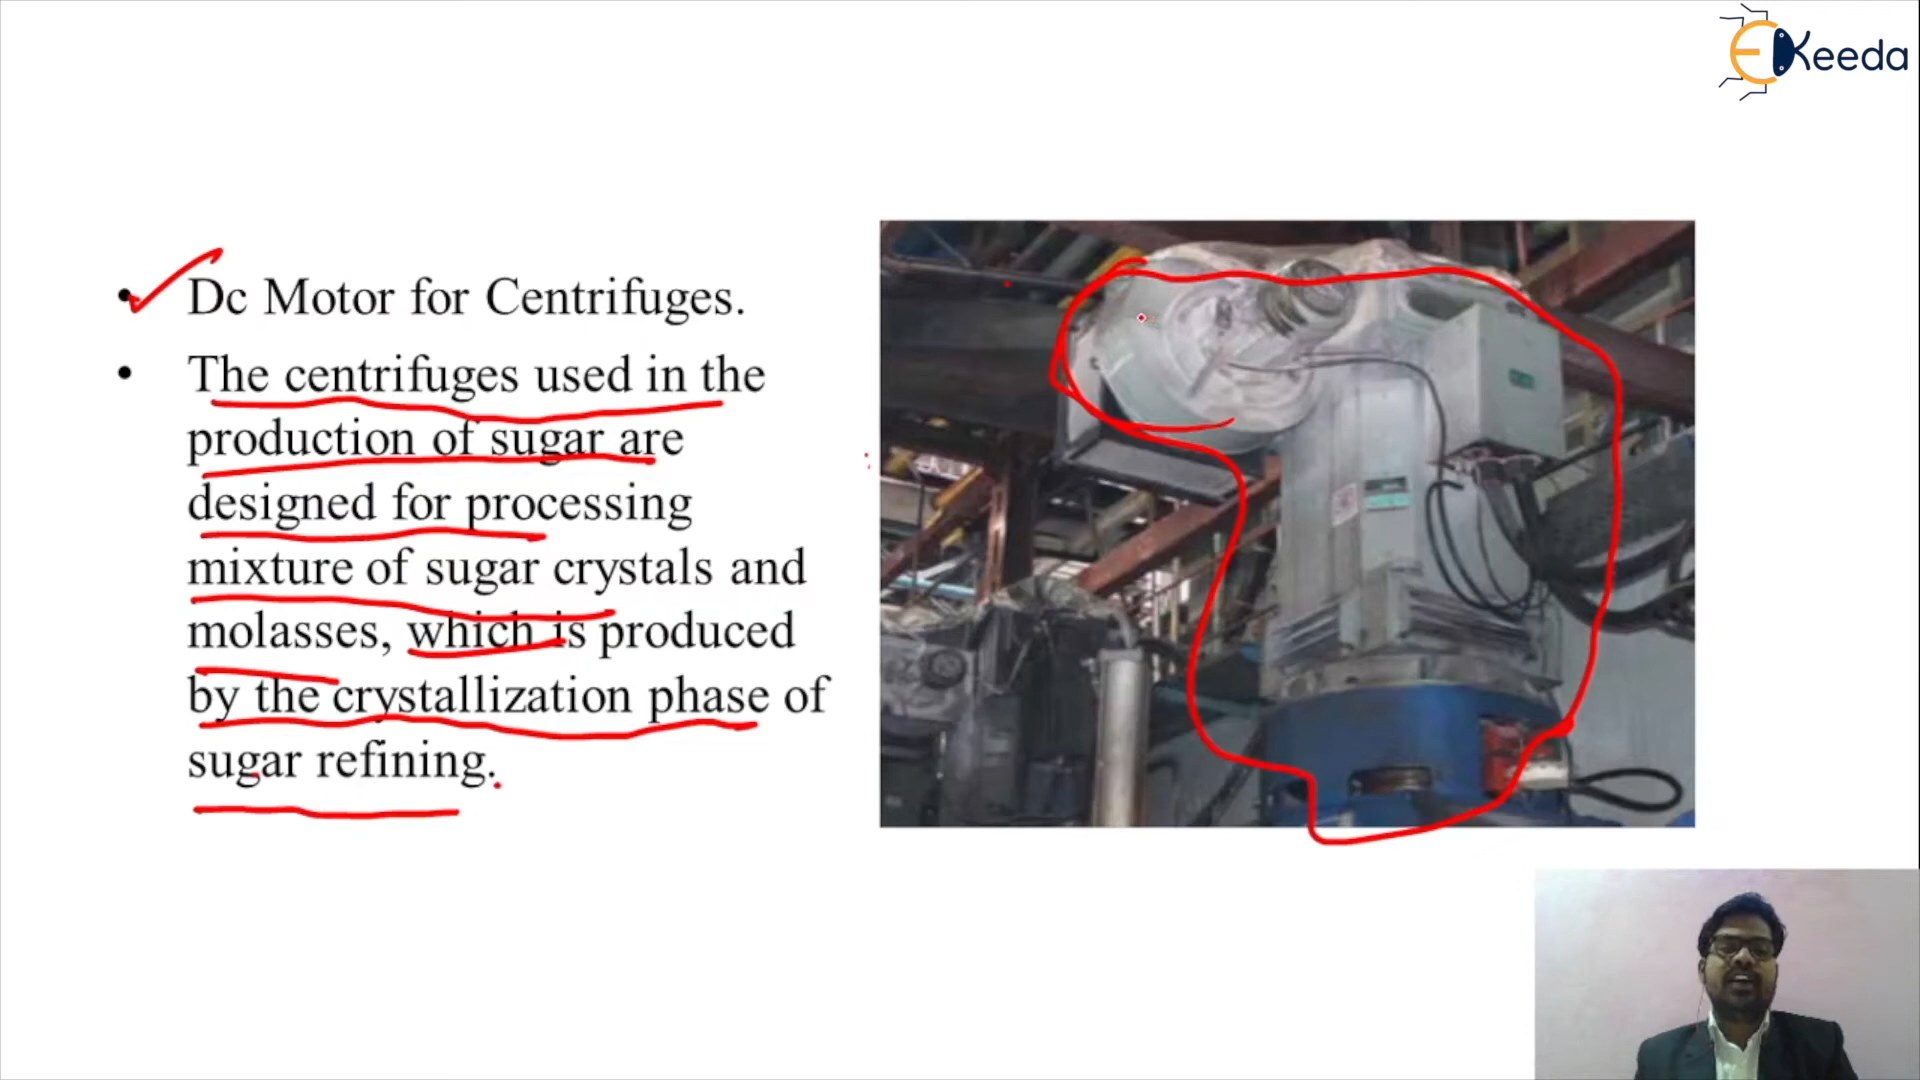 EKeeda
• Dc Motor for Centrifuges.
• The centrifuges used in the
production of sugar are
designed for processing
mixture of sugar crystals and
molasses, which is produced
by the crystallization phase of
sugar refining.